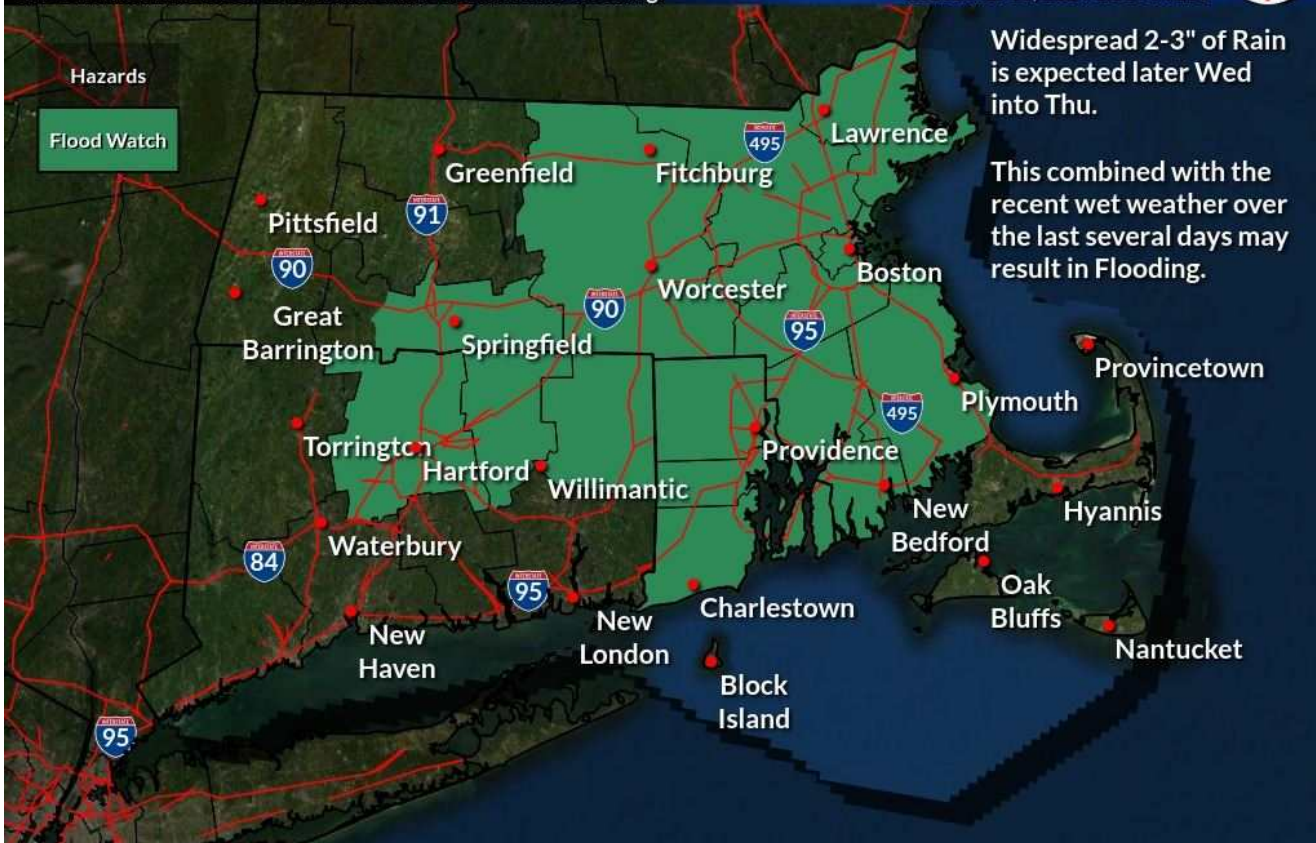 Hazards
Flood Watch
Widespread 2-3" of Rain
is expected later Wed
into Thu.
This combined with the
recent wet weather over
the last several days may
result in Flooding.
Lawrence
495
Greenfield
Fitchburg
Pittsfield
91
90
Boston
Worcester
Great
Barrington
90
95
Springfield
Provincetown
Plymouth
495
Torrington
Hartford
Providence
Willimantic
New
Bedford
Hyannis
Waterbury
84
95
Oak
Bluffs
Charlestown
New
Haven
New
London
Nantucket
Block
Island
95